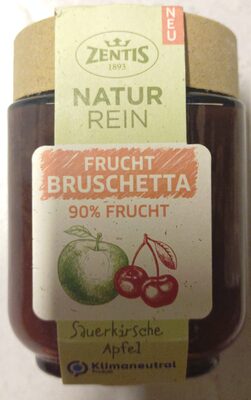 NEU
ZENTIS
1893
NATUR
REIN
FRUCHT
BRUSCHETTA
90% FRUCHT
Sauerkirsche
Apfel
Klimaneutral